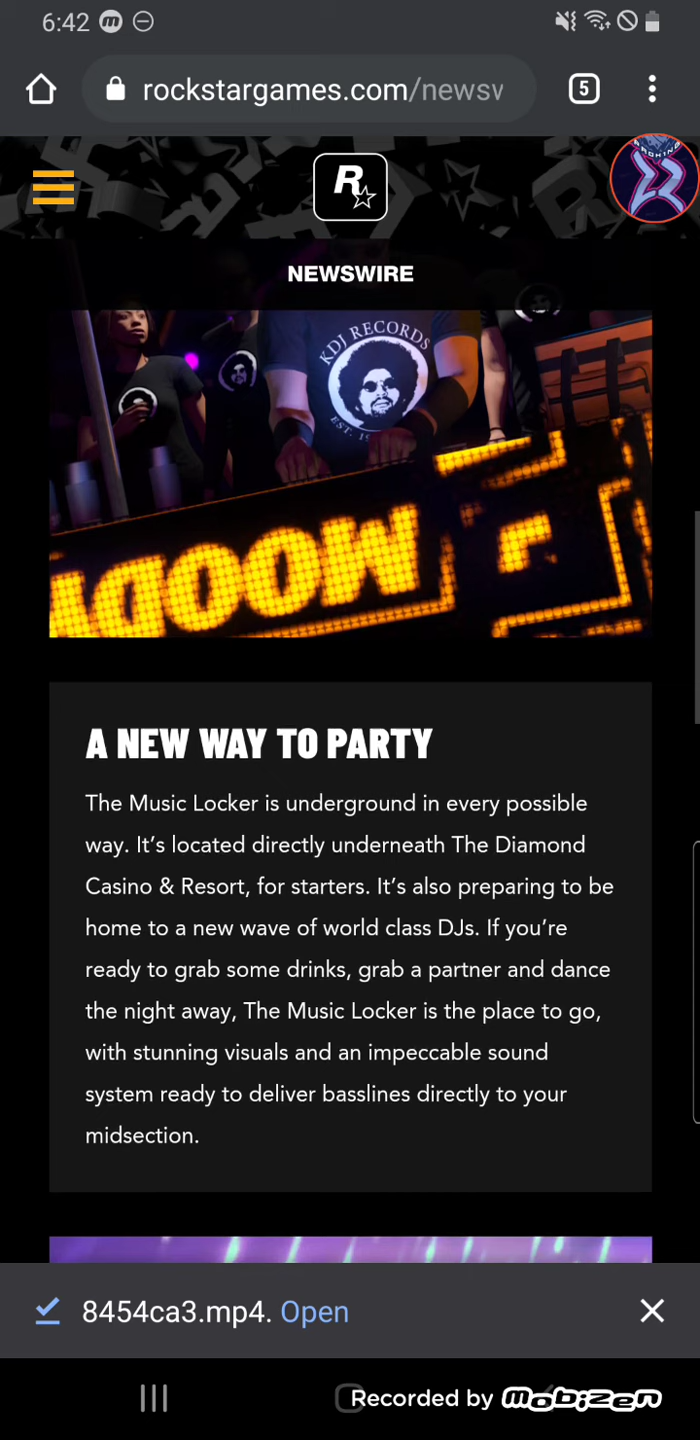 6:42
rockstargames.com/newsv
5
R
NEWSWIRE
KDJ RECORDS
MOOD
A NEW WAY TO PARTY
The Music Locker is underground in every possible
way. It’s located directly underneath The Diamond
Casino & Resort, for starters. It’s also preparing to be
home to a new wave of world class DJs. If you’re
ready to grab some drinks, grab a partner and dance
the night away, The Music Locker is the place to go,
with stunning visuals and an impeccable sound
system ready to deliver basslines directly to your
midsection.
8454ca3.mp4. Open
Recorded by mobizen